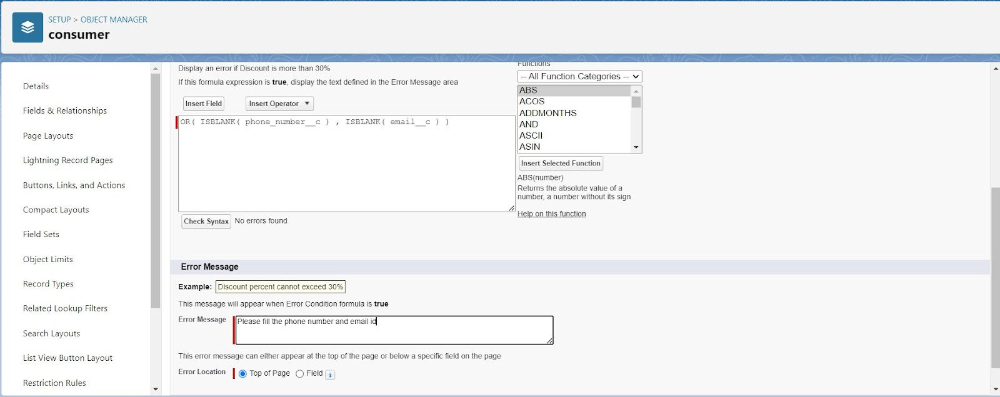 SETUP > OBJECT MANAGER
consumer
Details
Fields & Relationships
Page Layouts
Lightning Record Pages
Buttons, Links, and Actions
Compact Layouts
Field Sets
Object Limits
Record Types
Related Lookup Filters
Search Layouts
List View Button Layout
Restriction Rules
Display an error if Discount is more than 30%
If this formula expression is true, display the text defined in the Error Message area
Insert Field Insert Operator
OR( ISBLANK( phone_number__c ) , ISBLANK( email__c ) )
Check Syntax No errors found
Functions
-- All Function Categories --
ABS
ACOS
ADDMONTHS
AND
ASCII
ASIN
Insert Selected Function
ABS(number)
Returns the absolute value of a
number, a number without its sign
Help on this function
Error Message
Example: Discount percent cannot exceed 30%
This message will appear when Error Condition formula is true
Error Message Please fill the phone number and email id
This error message can either appear at the top of the page or below a specific field on the page
Error Location Top of Page Field i